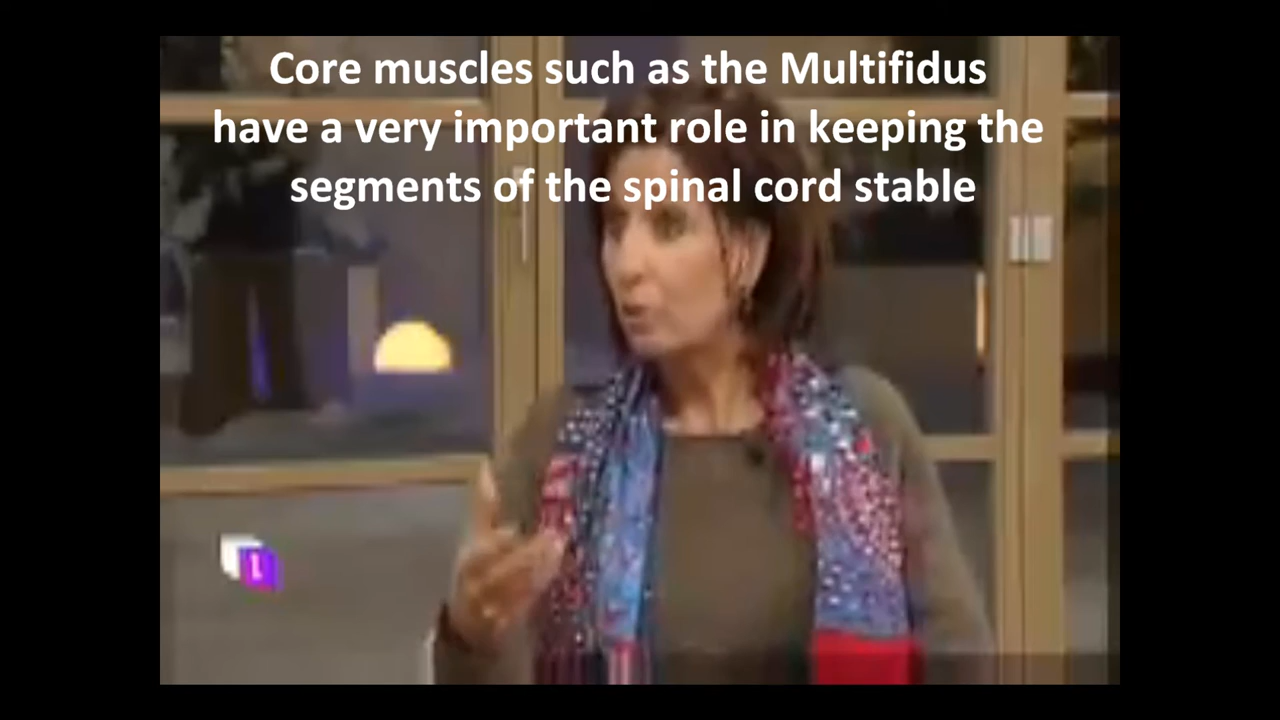 Core muscles such as the Multifidus
have a very important role in keeping the
segments of the spinal cord stable
1